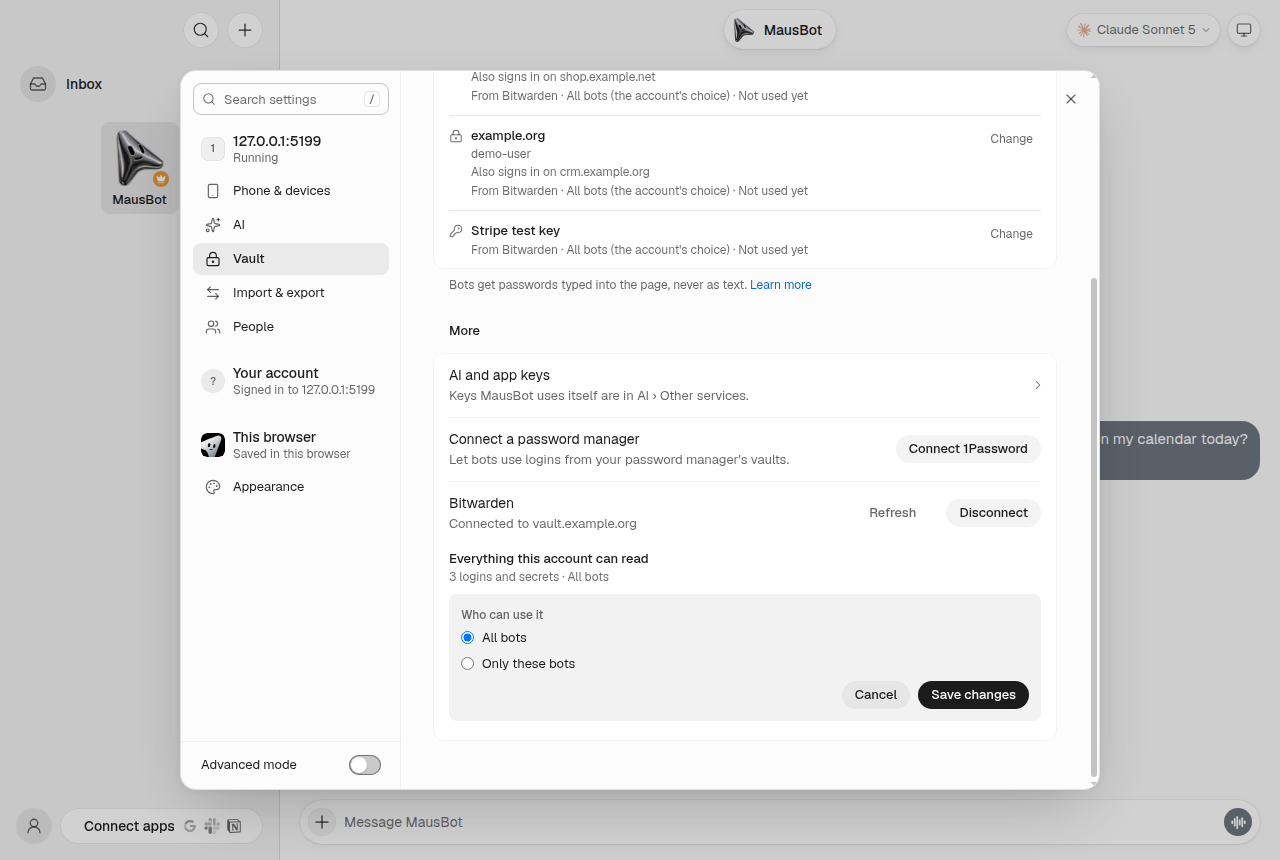 MausBot
Claude Sonnet 5
Inbox
MausBot
Search settings
/
1
127.0.0.1:5199
Running
Phone & devices
AI
Vault
Import & export
People
?
Your account
Signed in to 127.0.0.1:5199
This browser
Saved in this browser
Appearance
Advanced mode
Also signs in on shop.example.net
From Bitwarden · All bots (the account's choice) · Not used yet
example.org
Change
demo-user
Also signs in on crm.example.org
From Bitwarden · All bots (the account's choice) · Not used yet
Stripe test key
Change
From Bitwarden · All bots (the account's choice) · Not used yet
Bots get passwords typed into the page, never as text. Learn more
More
AI and app keys
Keys MausBot uses itself are in AI › Other services.
Connect a password manager
Let bots use logins from your password manager's vaults.
Connect 1Password
Bitwarden
Connected to vault.example.org
Refresh
Disconnect
Everything this account can read
3 logins and secrets · All bots
Who can use it
All bots
Only these bots
Cancel
Save changes
n my calendar today?
Connect apps
Message MausBot